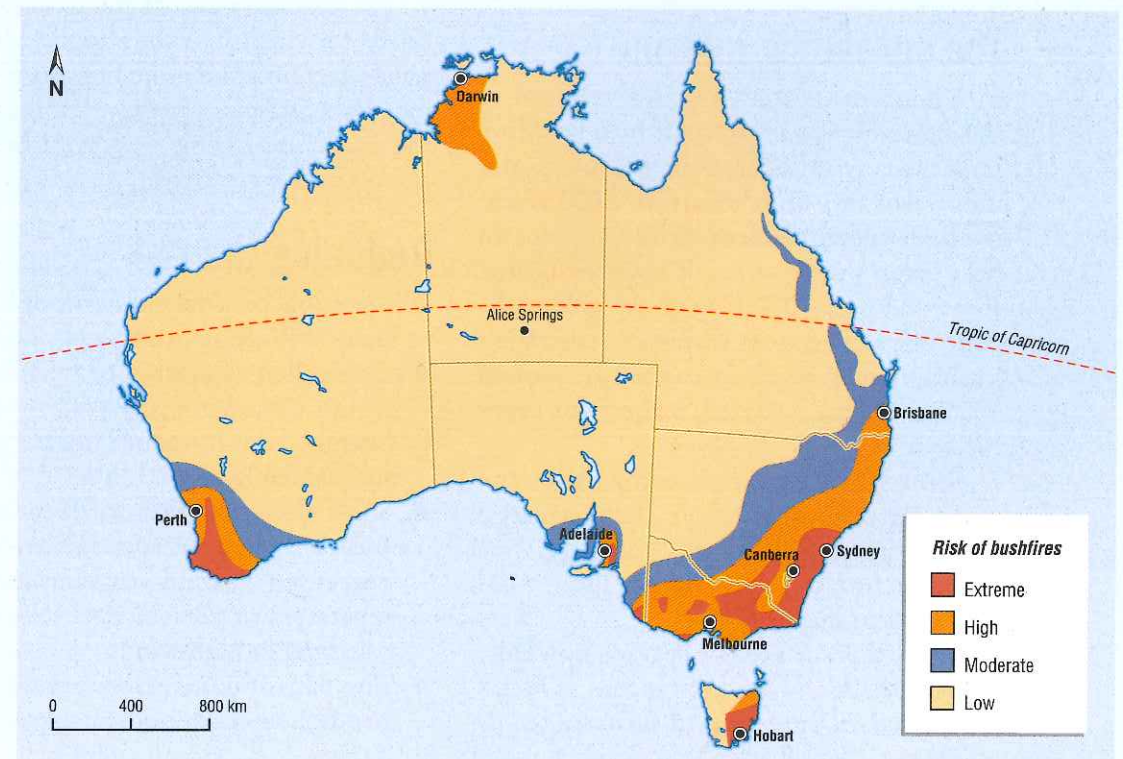 N
Darwin
Alice Springs
Tropic of Capricorn
Brisbane
Perth
Adelaide
Canberra
Sydney
Melbourne
Hobart
Risk of bushfires
Extreme
High
Moderate
Low
0 400 800 km